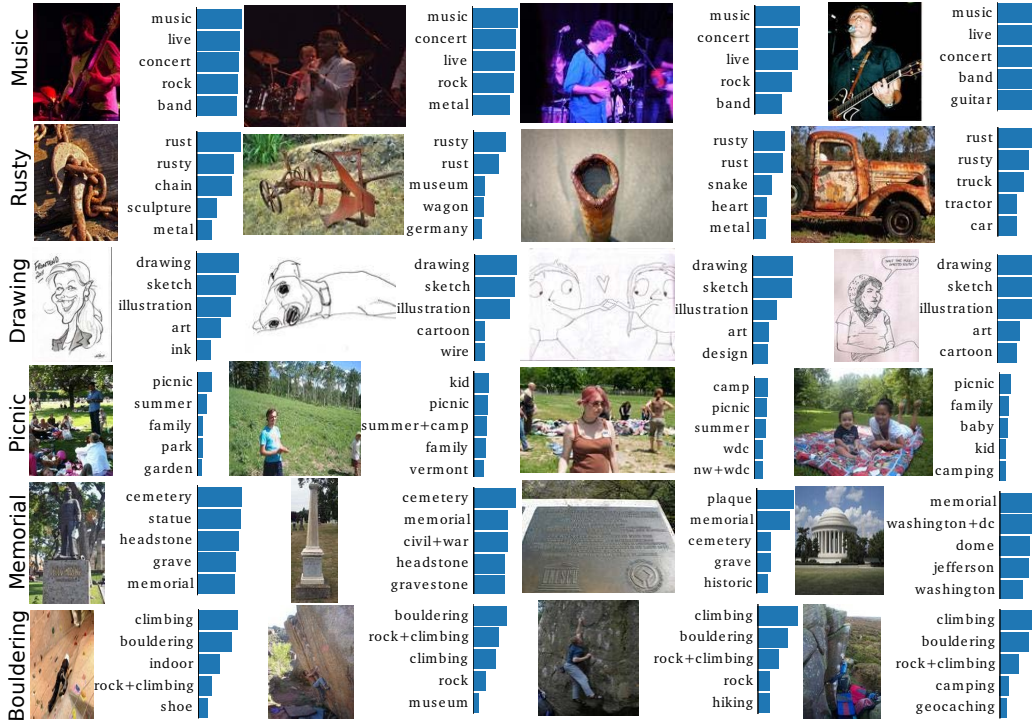 Music
music
live
concert
rock
band
music
concert
live
rock
metal
music
concert
live
rock
band
music
live
concert
band
guitar
Rusty
rust
rusty
chain
sculpture
metal
rusty
rust
museum
wagon
germany
rusty
rust
snake
heart
metal
rust
rusty
truck
tractor
car
Drawing
drawing
sketch
illustration
art
ink
drawing
sketch
illustration
cartoon
wire
drawing
sketch
illustration
art
design
drawing
sketch
illustration
art
cartoon
Picnic
picnic
summer
family
park
garden
kid
picnic
summer+camp
family
vermont
camp
picnic
summer
wdc
nw+wdc
picnic
family
baby
kid
camping
Memorial
cemetery
statue
headstone
grave
memorial
cemetery
memorial
civil+war
headstone
gravestone
plaque
memorial
cemetery
grave
historic
UNESCO
memorial
washington+dc
dome
jefferson
washington
Bouldering
climbing
bouldering
indoor
rock+climbing
shoe
bouldering
rock+climbing
climbing
rock
museum
climbing
bouldering
rock+climbing
rock
hiking
climbing
bouldering
rock+climbing
camping
geocaching